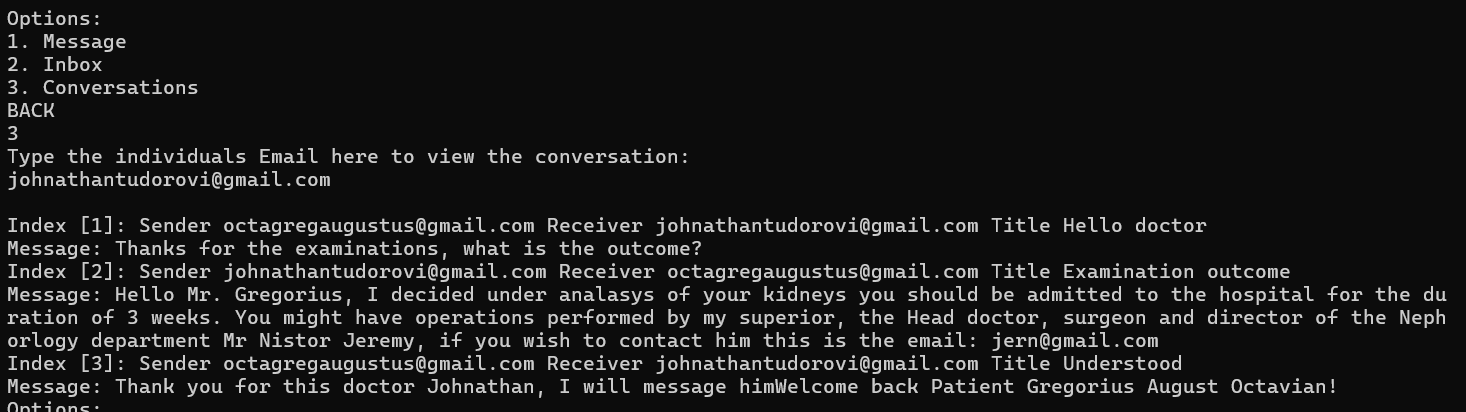 Options:
1. Message
2. Inbox
3. Conversations
BACK
3
Type the individuals Email here to view the conversation:
johnathantudorovi@gmail.com
Index [1]: Sender octagregaugustus@gmail.com Receiver johnathantudorovi@gmail.com Title Hello doctor
Message: Thanks for the examinations, what is the outcome?
Index [2]: Sender johnathantudorovi@gmail.com Receiver octagregaugustus@gmail.com Title Examination outcome
Message: Hello Mr. Gregorius, I decided under analasys of your kidneys you should be admitted to the hospital for the du
ration of 3 weeks. You might have operations performed by my superior, the Head doctor, surgeon and director of the Neph
orlogy department Mr Nistor Jeremy, if you wish to contact him this is the email: jern@gmail.com
Index [3]: Sender octagregaugustus@gmail.com Receiver johnathantudorovi@gmail.com Title Understood
Message: Thank you for this doctor Johnathan, I will message himWelcome back Patient Gregorius August Octavian!
Options: